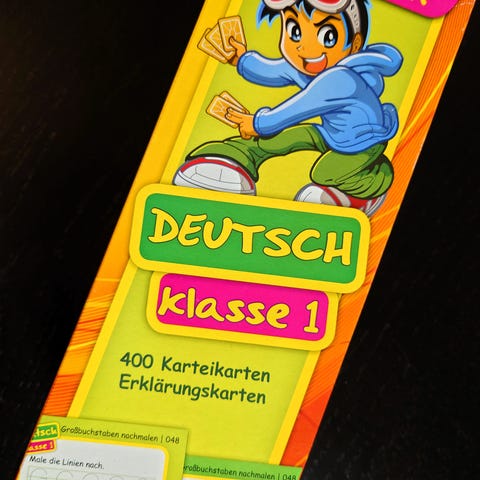 DEUTSCH
klasse 1
400 Karteikarten
Erklärungskarten
Großbuchstaben nachmalen | 048
Male die Linien nach.
Großbuchstaben nachmalen | 048